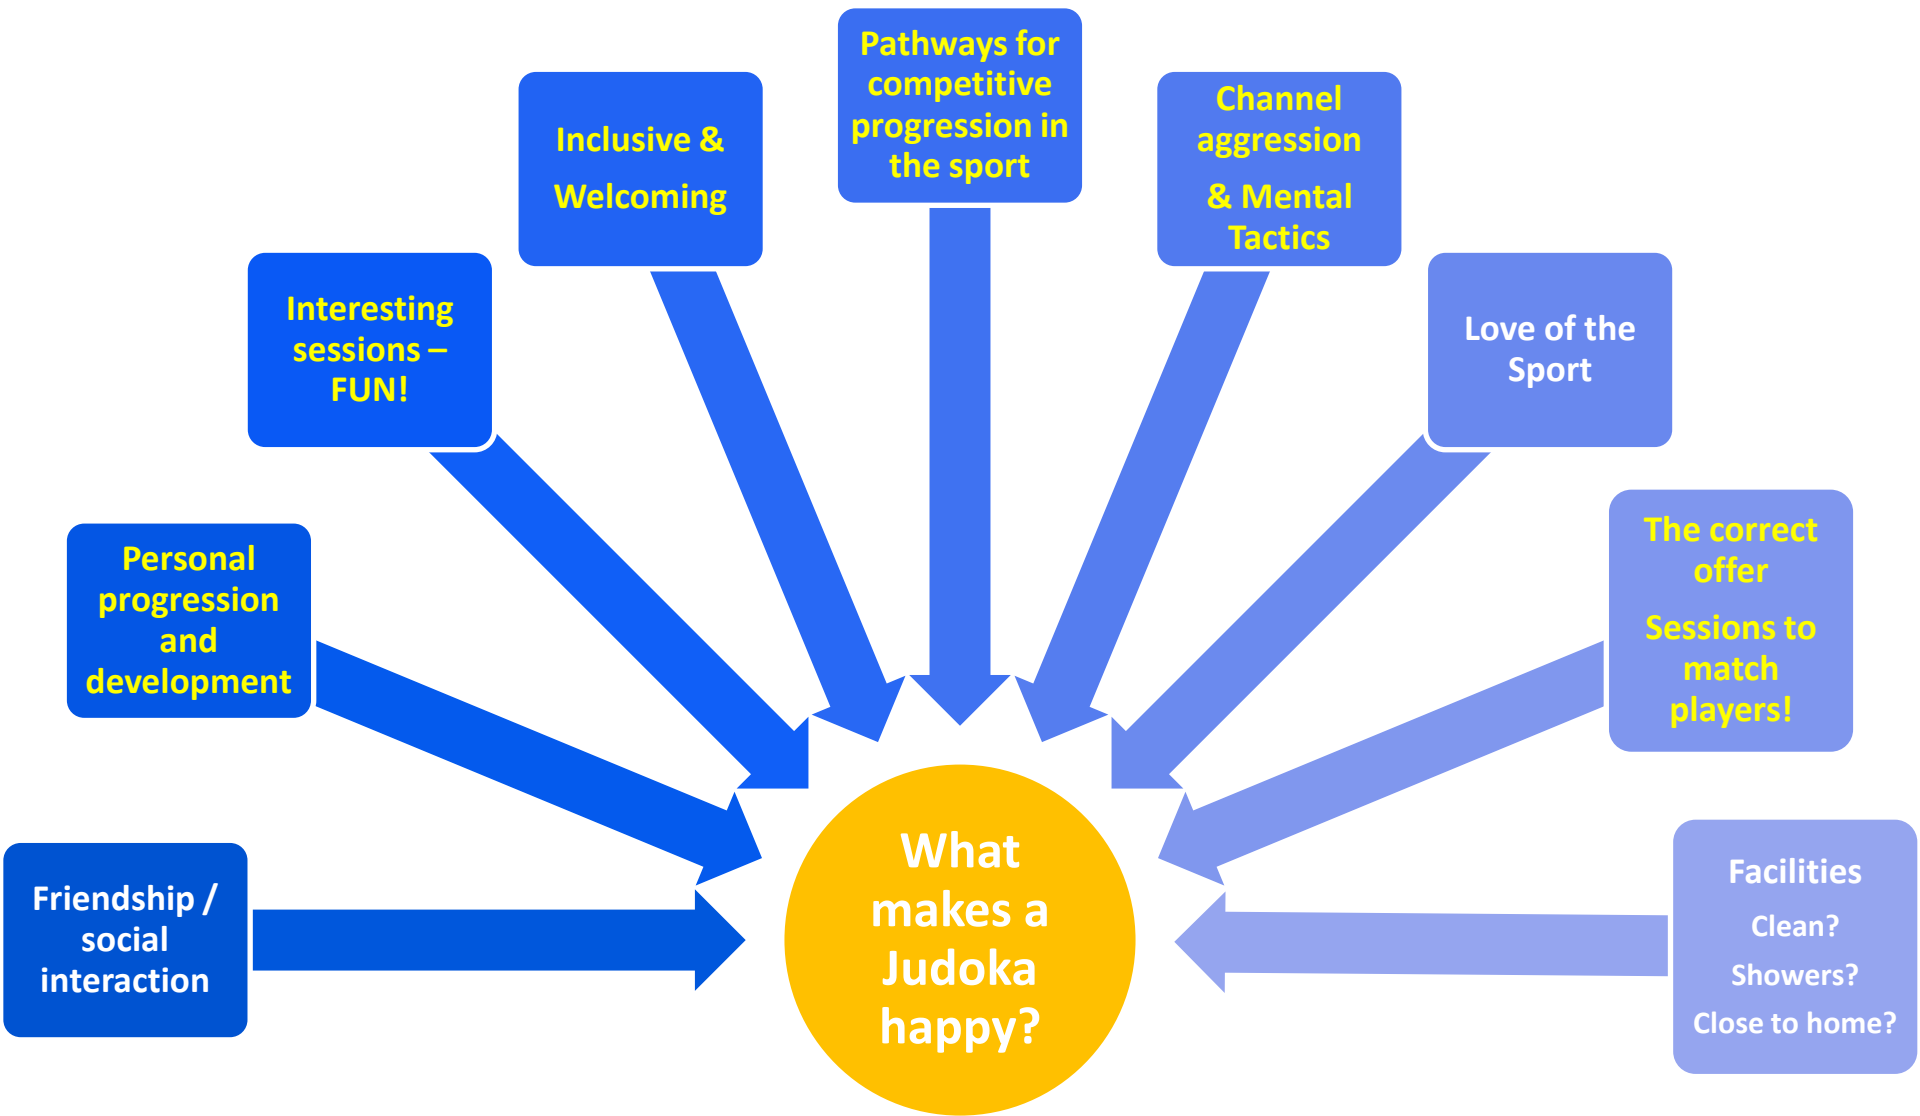 Friendship /
social
interaction
Personal
progression
and
development
Interesting
sessions –
FUN!
Inclusive &
Welcoming
Pathways for
competitive
progression in
the sport
Channel
aggression
& Mental
Tactics
Love of the
Sport
The correct
offer
Sessions to
match
players!
Facilities
Clean?
Showers?
Close to home?
What
makes a
Judoka
happy?